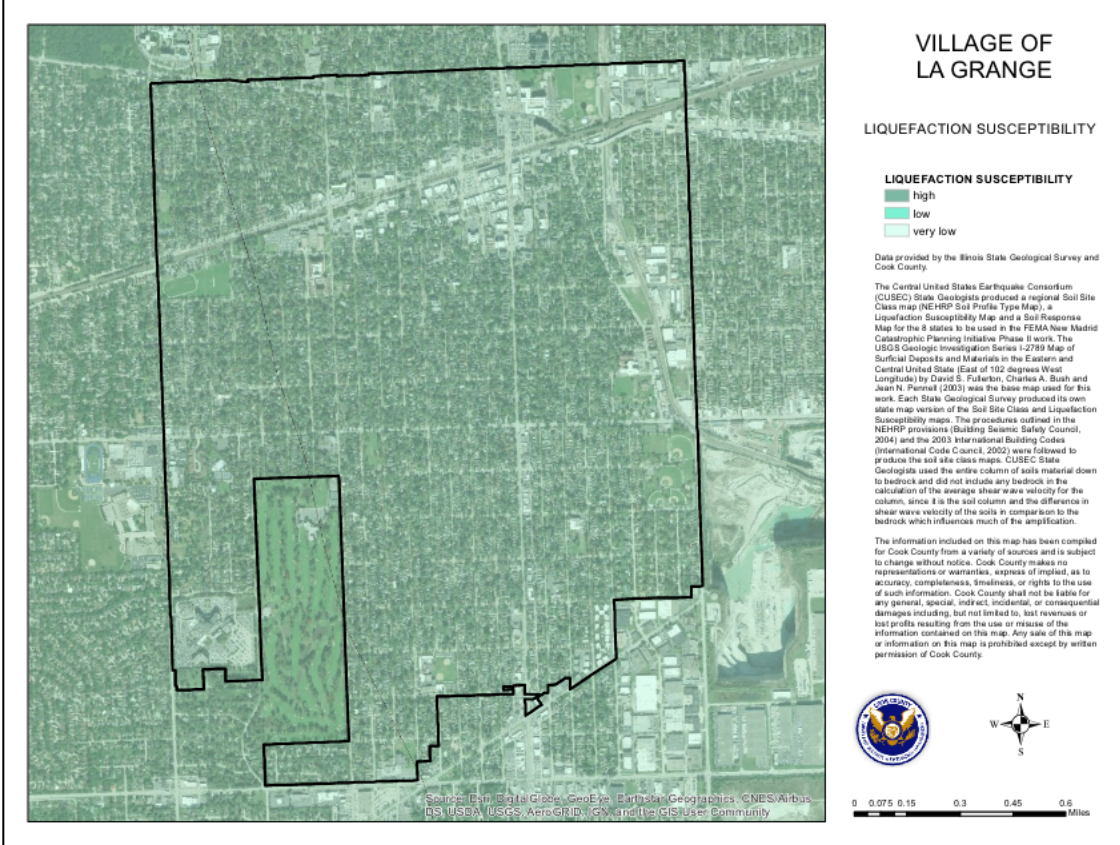 VILLAGE OF
LA GRANGE
LIQUEFACTION SUSCEPTIBILITY
LIQUEFACTION SUSCEPTIBILITY
high
low
very low
Data provided by the Illinois State Geological Survey and
Cook County.
The Central United States Earthquake Consortium
(CUSEC) State Geologists produced a regional Soil Site
Class map (NEHRP Soil Profile Type Map), a
Liquefaction Susceptibility Map and a Soil Response
Map for the 8 states to be used in the FEMA New Madrid
Catastrophic Planning Initiative Phase II work. The
USGS Geologic Investigation Series I-2789 Map of
Surficial Deposits and Materials in the Eastern and
Central United State (East of 102 degrees West
Longitude) by David S. Fullerton, Charles A. Bush and
Jean N. Pennell (2003) was the base map used for this
work. Each State Geological Survey produced its own
state map version of the Soil Site Class and Liquefaction
Susceptibility maps. The procedures outlined in the
NEHRP provisions (Building Seismic Safety Council,
2004) and the 2003 International Building Codes
(International Code Council, 2002) were followed to
produce the soil site class maps. CUSEC State
Geologists used the entire column of soils material down
to bedrock and did not include any bedrock in the
calculation of the average shear wave velocity for the
column, since it is the soil column and the difference in
shear wave velocity of the soils in comparison to the
bedrock which influences much of the amplification.
The information included on this map has been compiled
for Cook County from a variety of sources and is subject
to change without notice. Cook County makes no
representations or warranties, express of implied, as to
accuracy, completeness, timeliness, or rights to the use
of such information. Cook County shall not be liable for
any general, special, indirect, incidental, or consequential
damages including, but not limited to, lost revenues or
lost profits resulting from the use or misuse of the
information contained on this map. Any sale of this map
or information on this map is prohibited except by written
permission of Cook County.
N
W E
S
0 0.075 0.15 0.3 0.45 0.6
Miles
Source: Esri, DigitalGlobe, GeoEye, Earthstar Geographics, CNES/Airbus
DS, USDA, USGS, AeroGRID, IGN, and the GIS User Community